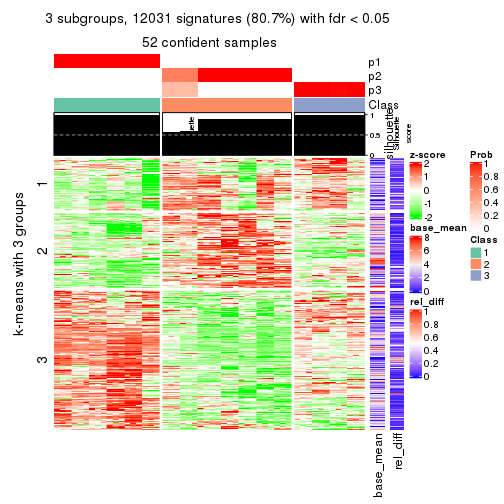 3 subgroups, 12031 signatures (80.7%) with fdr < 0.05
52 confident samples
p1
p2
p3
Class
1
0.5
0
silhouette
Silhouette
score
k-means with 3 groups
1
2
3
base_mean
rel_diff
z-score
2
1
0
-1
-2
base_mean
8
6
4
2
0
rel_diff
1
0.8
0.6
0.4
0.2
0
Prob
1
0.8
0.6
0.4
0.2
0
Class
1
2
3